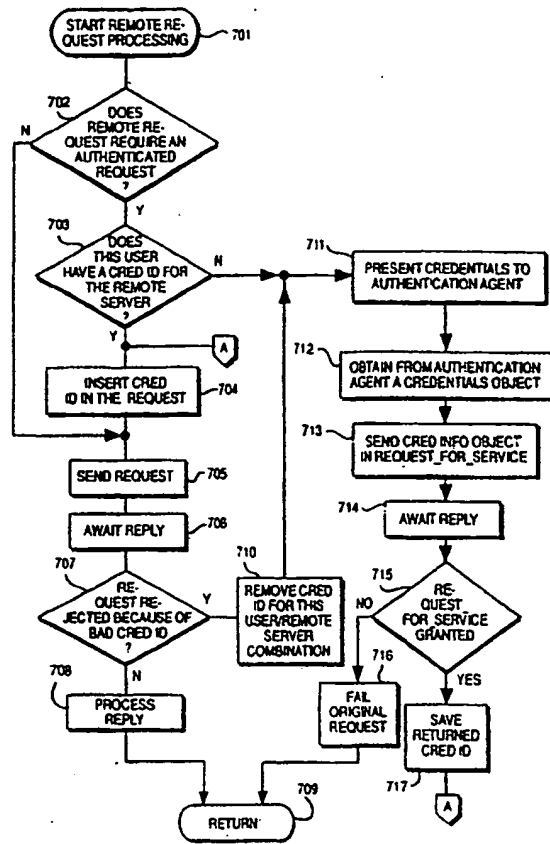 START REMOTE RE-
QUEST PROCESSING
701
702
DOES
REMOTE RE-
QUEST REQUIRE AN
AUTHENTICATED
REQUEST
?
N
Y
703
DOES
THIS USER
HAVE A CRED ID FOR
THE REMOTE
SERVER
?
N
Y
A
INSERT CRED
ID IN THE REQUEST
704
SEND REQUEST
705
AWAIT REPLY
706
707
RE-
QUEST RE-
JECTED BECAUSE OF
BAD CRED ID
?
Y
N
708
PROCESS
REPLY
710
REMOVE CRED
ID FOR THIS
USER/REMOTE
SERVER
COMBINATION
711
PRESENT CREDENTIALS TO
AUTHENTICATION AGENT
712
OBTAIN FROM AUTHENTICATION
AGENT A CREDENTIALS OBJECT
713
SEND CRED INFO OBJECT
IN REQUEST_FOR_SERVICE
714
AWAIT REPLY
715
RE-
QUEST
FOR_SERVICE
GRANTED
NO
YES
716
FAIL
ORIGINAL
REQUEST
SAVE
RETURNED
CRED ID
717
A
RETURN
709